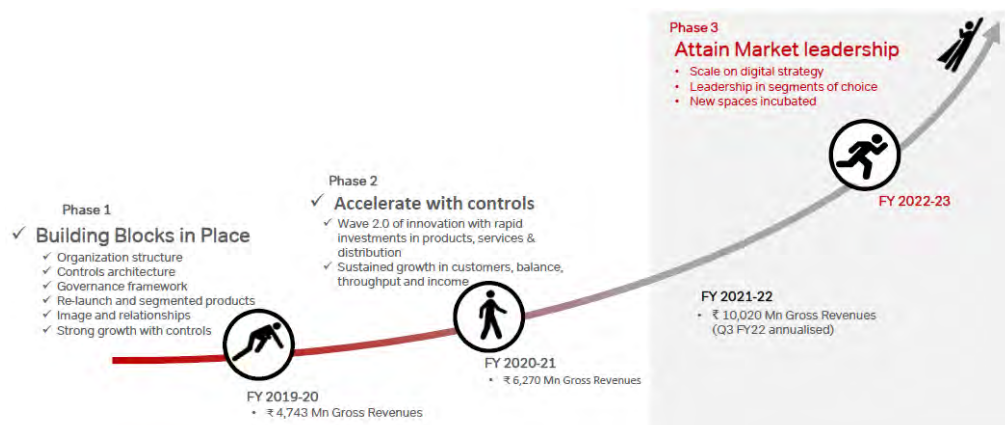 Phase 1
✓ Building Blocks in Place
✓ Organization structure
✓ Controls architecture
✓ Governance framework
✓ Re-launch and segmented products
✓ Image and relationships
✓ Strong growth with controls
FY 2019-20
• ₹ 4,743 Mn Gross Revenues
Phase 2
✓ Accelerate with controls
✓ Wave 2.0 of innovation with rapid
investments in products, services &
distribution
✓ Sustained growth in customers, balance,
throughput and income
FY 2020-21
• ₹ 6,270 Mn Gross Revenues
Phase 3
Attain Market leadership
• Scale on digital strategy
• Leadership in segments of choice
• New spaces incubated
FY 2022-23
FY 2021-22
• ₹ 10,020 Mn Gross Revenues
(Q3 FY22 annualised)